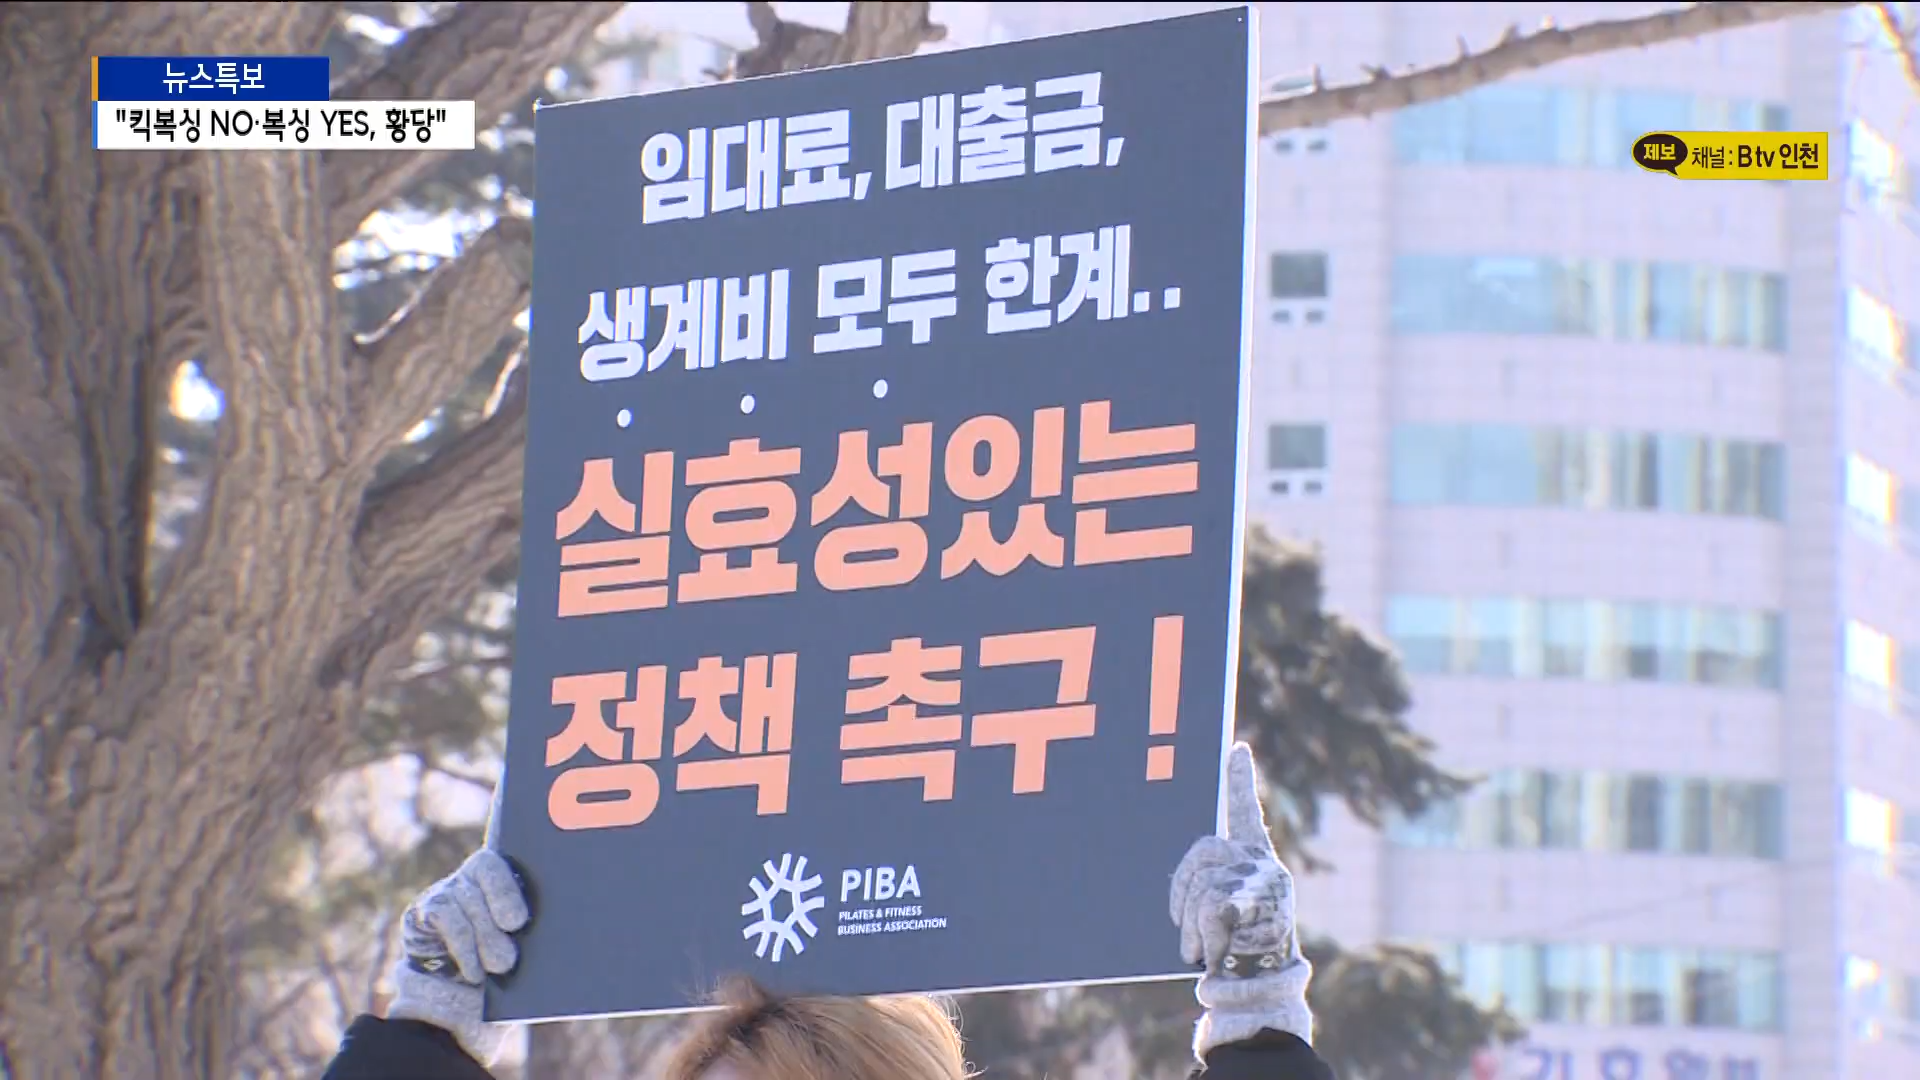 뉴스특보
"킥복싱 NO·복싱 YES, 황당"
제보 채널 : B tv 인천
임대료, 대출금,
생계비 모두 한계..
실효성있는
정책 촉구!
PIBA
PILATES & FITNESS
BUSINESS ASSOCIATION